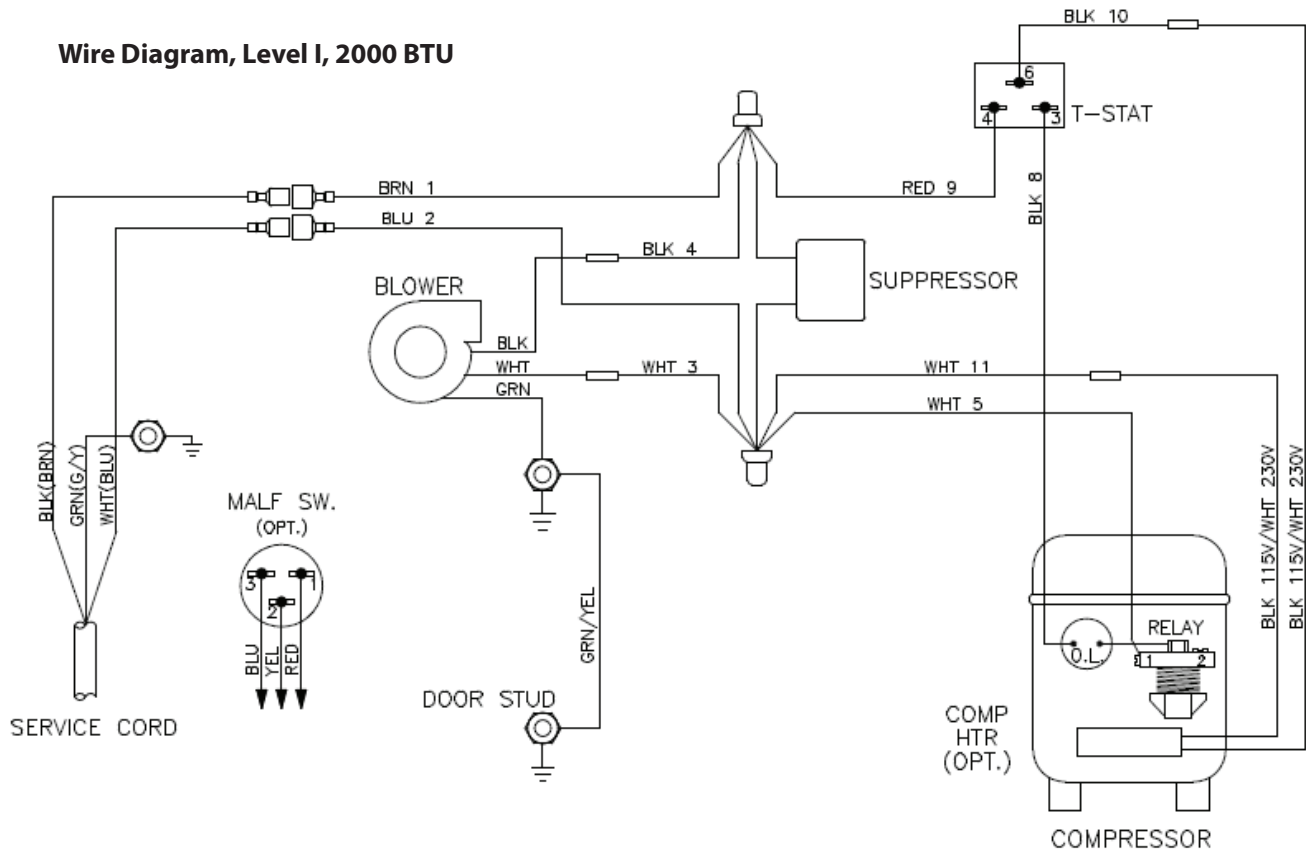 Wire Diagram, Level I, 2000 BTU
BLK 10
6
4
3
T-STAT
BRN 1
RED 9
BLK 8
BLU 2
BLK 4
SUPPRESSOR
BLOWER
BLK
WHT
GRN
WHT 3
WHT 11
WHT 5
BLK(BRN)
GRN(G/Y)
WHT(BLU)
MALF SW.
(OPT.)
3
1
2
BLU
YEL
RED
GRN/YEL
BLK 115V/WHT 230V
BLK 115V/WHT 230V
RELAY
O.L.
1
2
DOOR STUD
SERVICE CORD
COMP
HTR
(OPT.)
COMPRESSOR